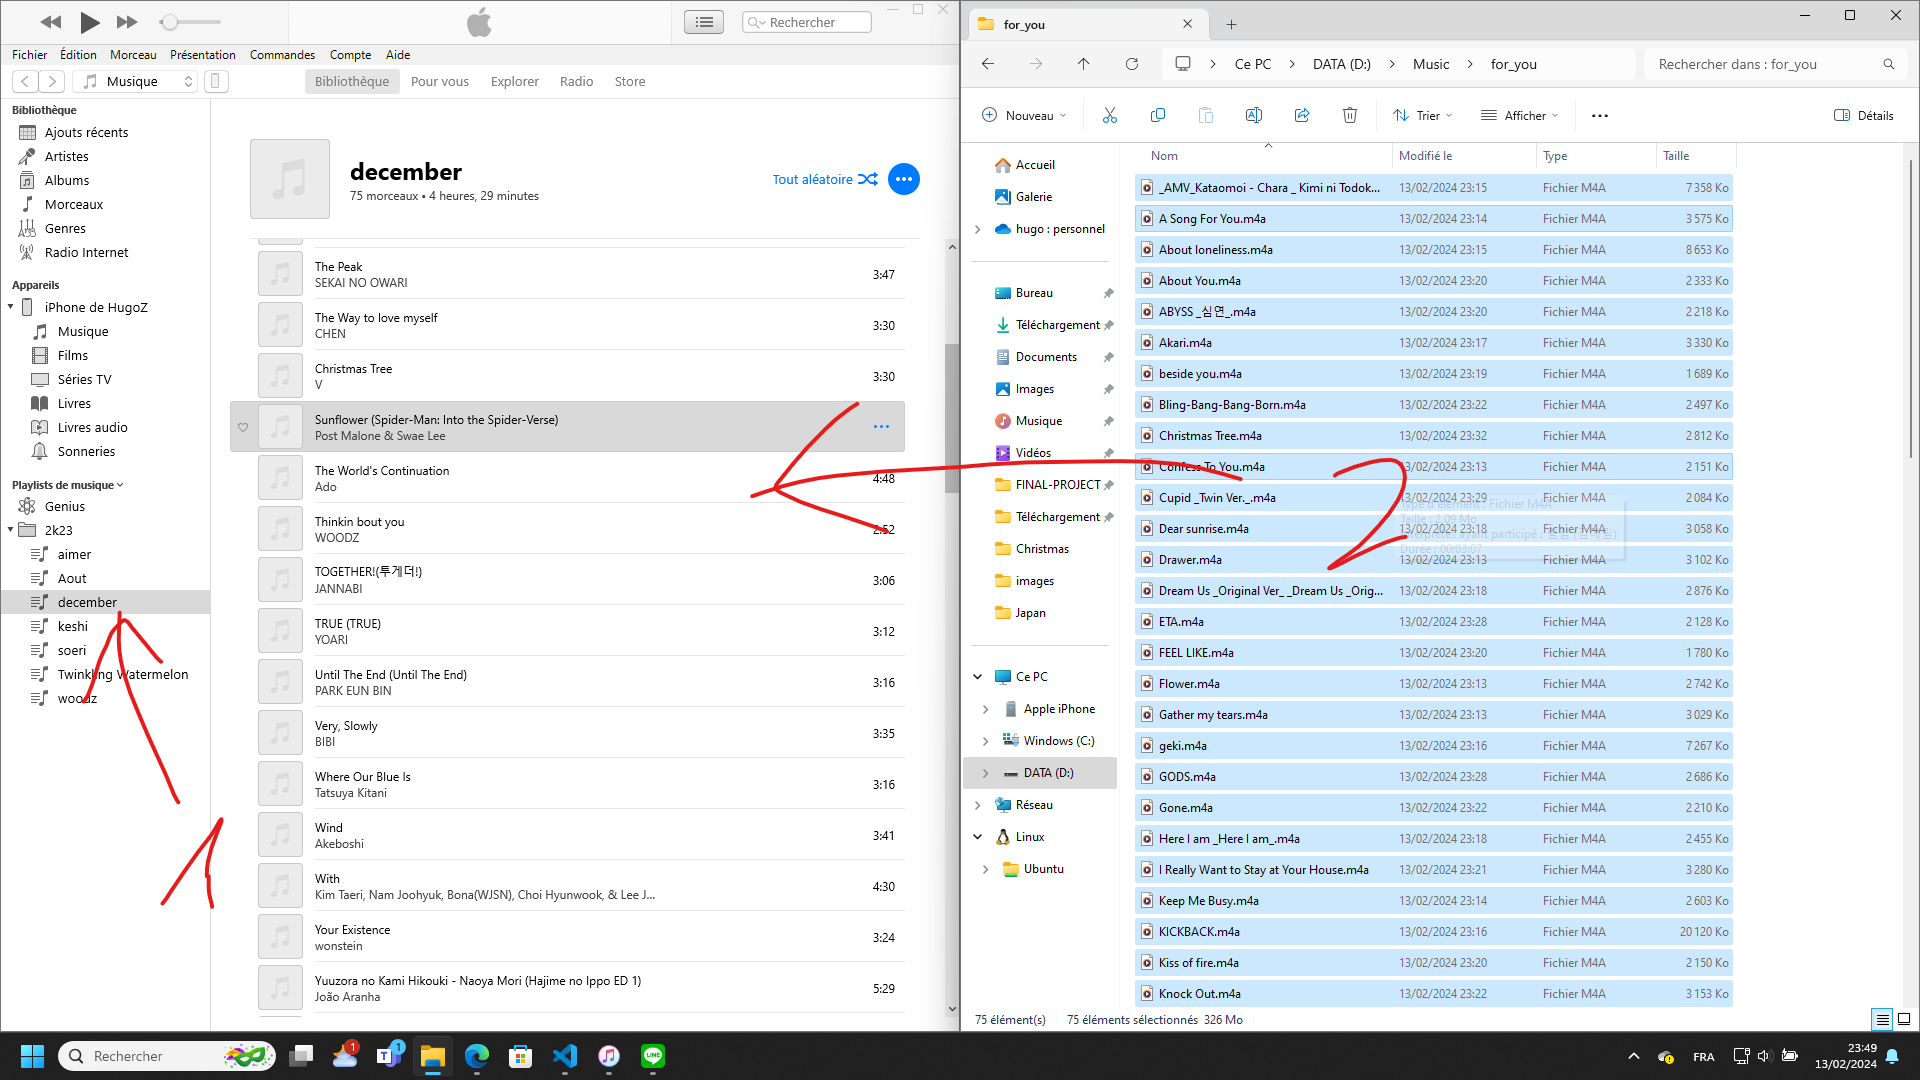 Rechercher
Fichier Édition Morceau Présentation Commandes Compte Aide
Musique
Bibliothèque Pour vous Explorer Radio Store
Bibliothèque
Ajouts récents
Artistes
Albums
Morceaux
Genres
Radio Internet
Appareils
iPhone de HugoZ
Musique
Films
Séries TV
Livres
Livres audio
Sonneries
Playlists de musique
Genius
2k23
aimer
Aout
december
keshi
soeri
Twinkling Watermelon
woodz
december
75 morceaux • 4 heures, 29 minutes
Tout aléatoire
The Peak
SEKAI NO OWARI
3:47
The Way to love myself
CHEN
3:30
Christmas Tree
V
3:30
Sunflower (Spider-Man: Into the Spider-Verse)
Post Malone & Swae Lee
The World's Continuation
Ado
4:48
Thinkin bout you
WOODZ
2:52
TOGETHER!(투게더!)
JANNABI
3:06
TRUE (TRUE)
YOARI
3:12
Until The End (Until The End)
PARK EUN BIN
3:16
Very, Slowly
BIBI
3:35
Where Our Blue Is
Tatsuya Kitani
3:16
Wind
Akeboshi
3:41
With
Kim Taeri, Nam Joohyuk, Bona(WJSN), Choi Hyunwook, & Lee J...
4:30
Your Existence
wonstein
3:24
Yuuzora no Kami Hikouki - Naoya Mori (Hajime no Ippo ED 1)
João Aranha
5:29
1
2
for_you
Ce PC > DATA (D:) > Music > for_you
Rechercher dans : for_you
Nouveau
Trier
Afficher
Détails
Accueil
Galerie
hugo : personnel
Bureau
Téléchargement
Documents
Images
Musique
Vidéos
FINAL-PROJECT
Téléchargement
Christmas
images
Japan
Ce PC
Apple iPhone
Windows (C:)
DATA (D:)
Réseau
Linux
Ubuntu
Nom Modifié le Type Taille
_AMV_Kataomoi - Chara _ Kimi ni Todok... 13/02/2024 23:15 Fichier M4A 7 358 Ko
A Song For You.m4a 13/02/2024 23:14 Fichier M4A 3 575 Ko
About loneliness.m4a 13/02/2024 23:15 Fichier M4A 8 653 Ko
About You.m4a 13/02/2024 23:20 Fichier M4A 2 333 Ko
ABYSS _심연_.m4a 13/02/2024 23:20 Fichier M4A 2 218 Ko
Akari.m4a 13/02/2024 23:17 Fichier M4A 3 330 Ko
beside you.m4a 13/02/2024 23:19 Fichier M4A 1 689 Ko
Bling-Bang-Bang-Born.m4a 13/02/2024 23:22 Fichier M4A 2 497 Ko
Christmas Tree.m4a 13/02/2024 23:32 Fichier M4A 2 812 Ko
Confess To You.m4a 13/02/2024 23:13 Fichier M4A 2 151 Ko
Cupid _Twin Ver._.m4a 13/02/2024 23:29 Fichier M4A 2 084 Ko
Dear sunrise.m4a 13/02/2024 23:18 Fichier M4A 3 058 Ko
Drawer.m4a 13/02/2024 23:13 Fichier M4A 3 102 Ko
Dream Us _Original Ver_ _Dream Us _Orig... 13/02/2024 23:18 Fichier M4A 2 876 Ko
ETA.m4a 13/02/2024 23:28 Fichier M4A 2 128 Ko
FEEL LIKE.m4a 13/02/2024 23:20 Fichier M4A 1 780 Ko
Flower.m4a 13/02/2024 23:13 Fichier M4A 2 742 Ko
Gather my tears.m4a 13/02/2024 23:13 Fichier M4A 3 029 Ko
geki.m4a 13/02/2024 23:16 Fichier M4A 7 267 Ko
GODS.m4a 13/02/2024 23:28 Fichier M4A 2 686 Ko
Gone.m4a 13/02/2024 23:22 Fichier M4A 2 210 Ko
Here I am _Here I am_.m4a 13/02/2024 23:18 Fichier M4A 2 455 Ko
I Really Want to Stay at Your House.m4a 13/02/2024 23:21 Fichier M4A 3 280 Ko
Keep Me Busy.m4a 13/02/2024 23:14 Fichier M4A 2 603 Ko
KICKBACK.m4a 13/02/2024 23:16 Fichier M4A 20 120 Ko
Kiss of fire.m4a 13/02/2024 23:20 Fichier M4A 2 150 Ko
Knock Out.m4a 13/02/2024 23:22 Fichier M4A 3 153 Ko
Type d'élément : Fichier M4A
Taille : 2,09 Mo
Interprètes ayant participé :
Durée : 00:03:07
75 élément(s) 75 éléments sélectionnés 326 Mo
Rechercher
1
1
FRA
23:49
13/02/2024